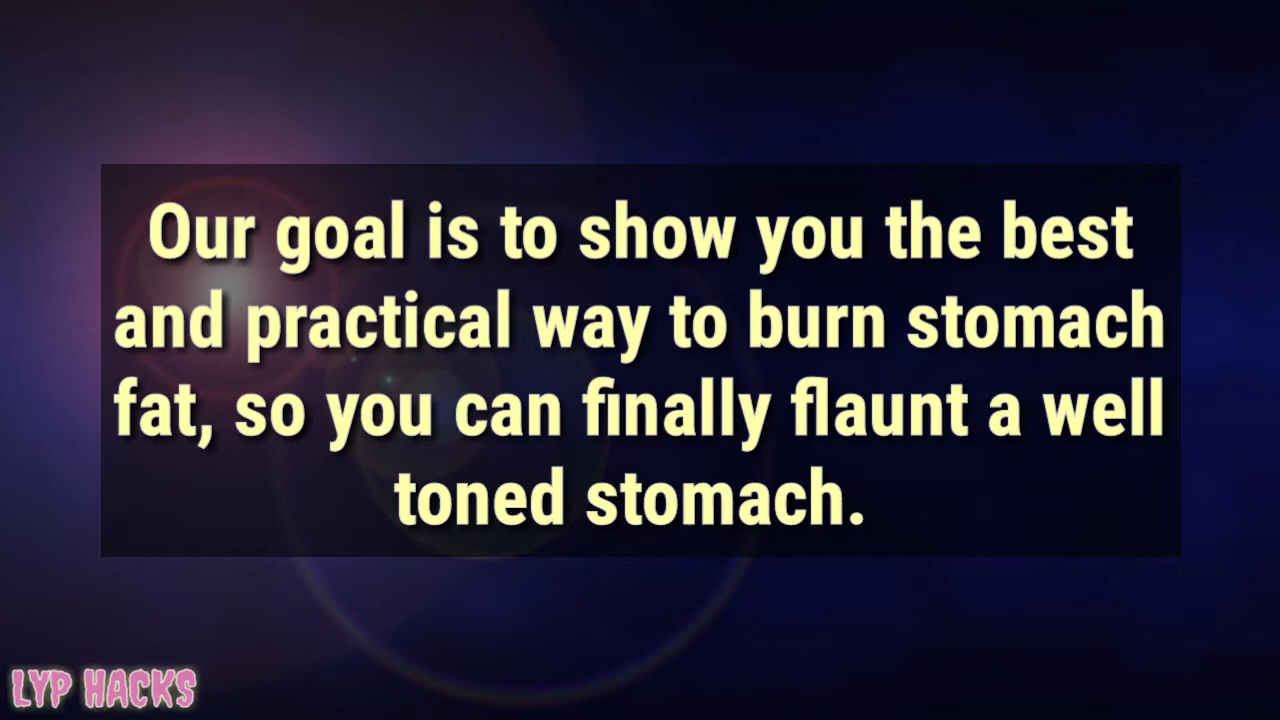 Our goal is to show you the best
and practical way to burn stomach
fat, so you can finally flaunt a well
toned stomach.
LYP HACKS